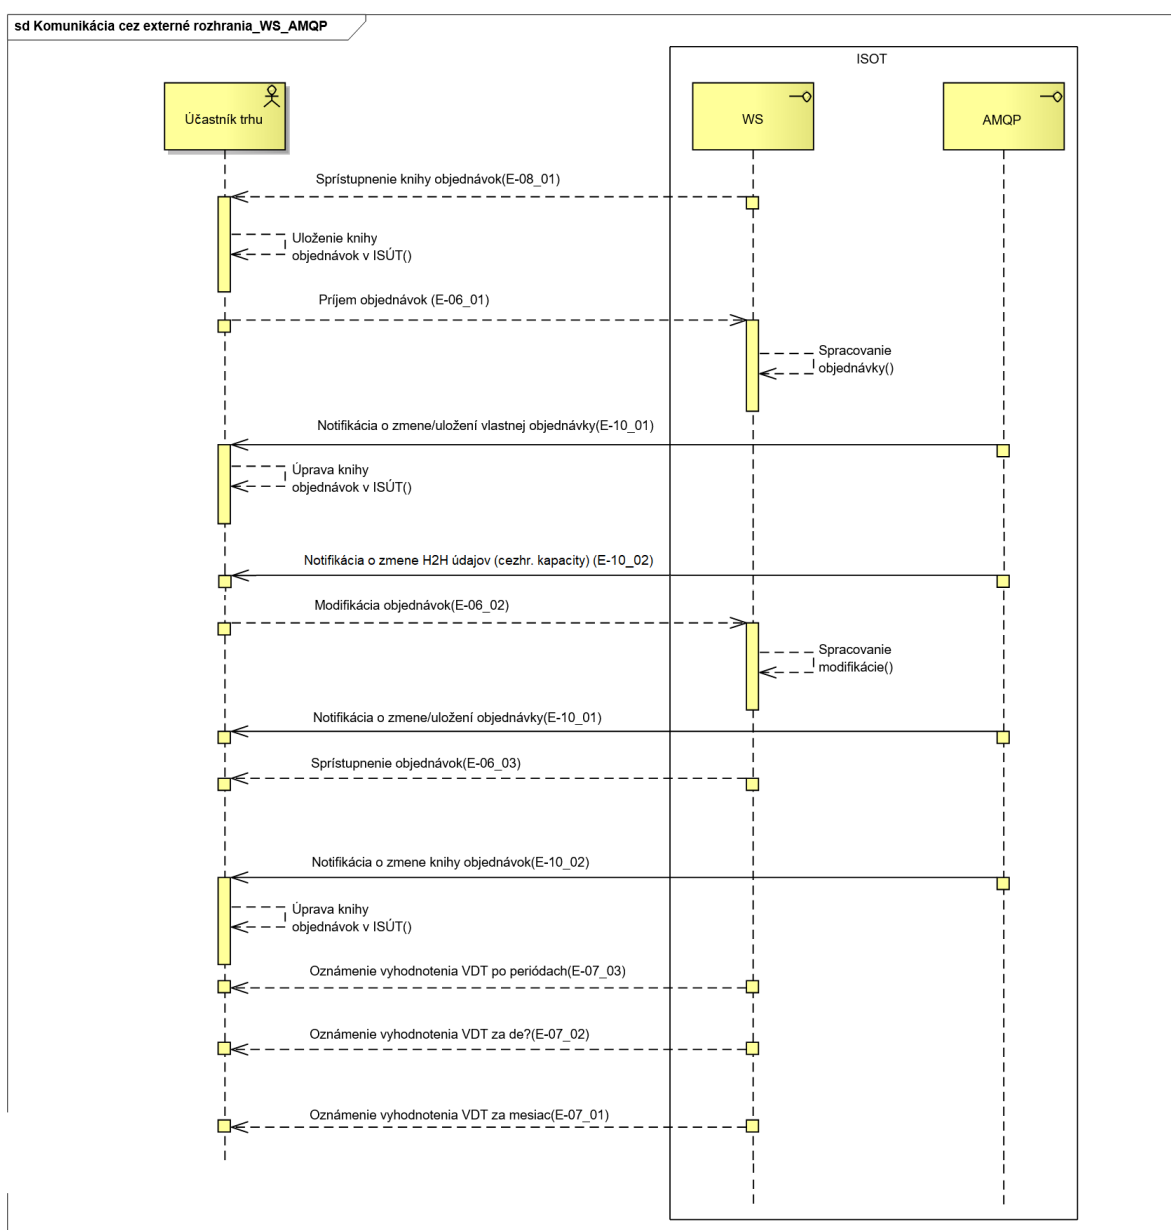 sd Komunikácia cez externé rozhrania_WS_AMQP
ISOT
Účastník trhu
WS
AMQP
Sprístupnenie knihy objednávok(E-08_01)
Uloženie knihy
objednávok v ISÚT()
Príjem objednávok (E-06_01)
Spracovanie
objednávky()
Notifikácia o zmene/uložení vlastnej objednávky(E-10_01)
Úprava knihy
objednávok v ISÚT()
Notifikácia o zmene H2H údajov (cezhr. kapacity) (E-10_02)
Modifikácia objednávok(E-06_02)
Spracovanie
modifikácie()
Notifikácia o zmene/uložení objednávky(E-10_01)
Sprístupnenie objednávok(E-06_03)
Notifikácia o zmene knihy objednávok(E-10_02)
Úprava knihy
objednávok v ISÚT()
Oznámenie vyhodnotenia VDT po periódach(E-07_03)
Oznámenie vyhodnotenia VDT za de?(E-07_02)
Oznámenie vyhodnotenia VDT za mesiac(E-07_01)